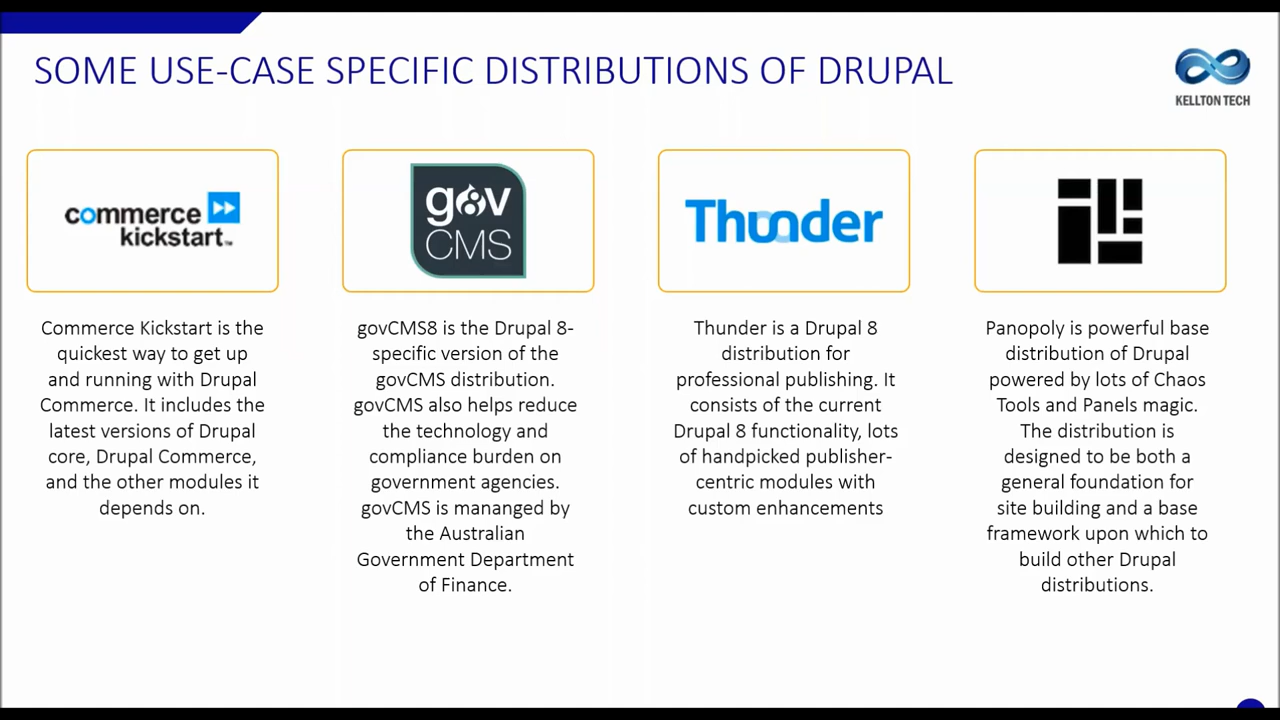 SOME USE-CASE SPECIFIC DISTRIBUTIONS OF DRUPAL
KELLTON TECH
commerce
kickstart™
gov
CMS
Thunder
Commerce Kickstart is the
quickest way to get up
and running with Drupal
Commerce. It includes the
latest versions of Drupal
core, Drupal Commerce,
and the other modules it
depends on.
govCMS8 is the Drupal 8-
specific version of the
govCMS distribution.
govCMS also helps reduce
the technology and
compliance burden on
government agencies.
govCMS is mananged by
the Australian
Government Department
of Finance.
Thunder is a Drupal 8
distribution for
professional publishing. It
consists of the current
Drupal 8 functionality, lots
of handpicked publisher-
centric modules with
custom enhancements
Panopoly is powerful base
distribution of Drupal
powered by lots of Chaos
Tools and Panels magic.
The distribution is
designed to be both a
general foundation for
site building and a base
framework upon which to
build other Drupal
distributions.